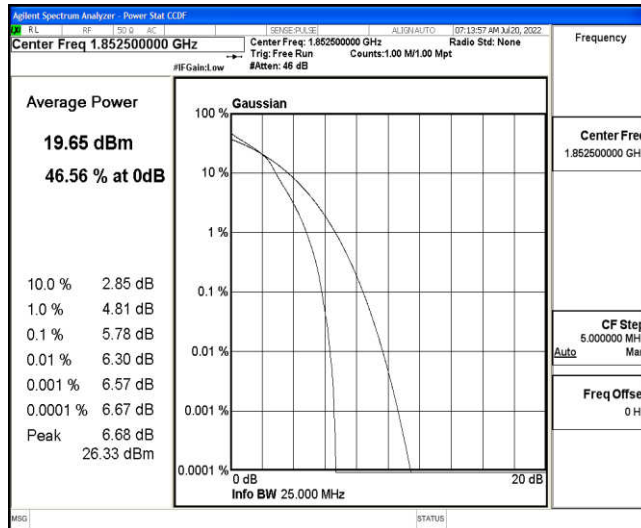 Agilent Spectrum Analyzer - Power Stat CCDF
RL RF 50 Ω AC SENSE:PULSE ALIGN AUTO 07:13:57 AM Jul 20, 2022
Center Freq 1.852500000 GHz
Center Freq: 1.852500000 GHz Radio Std: None
Trig: Free Run Counts:1.00 M/1.00 Mpt
#IFGain:Low #Atten: 46 dB
Frequency
Average Power
19.65 dBm
46.56 % at 0dB
10.0 % 2.85 dB
1.0 % 4.81 dB
0.1 % 5.78 dB
0.01 % 6.30 dB
0.001 % 6.57 dB
0.0001 % 6.67 dB
Peak 6.68 dB
26.33 dBm
Gaussian
100 %
10 %
1 %
0.1 %
0.01 %
0.001 %
0.0001 %
0 dB 20 dB
Info BW 25.000 MHz
Center Fre
1.852500000 GH
CF Ste
5.000000 MH
Auto Ma
Freq Offse
0 H
MSG STATUS